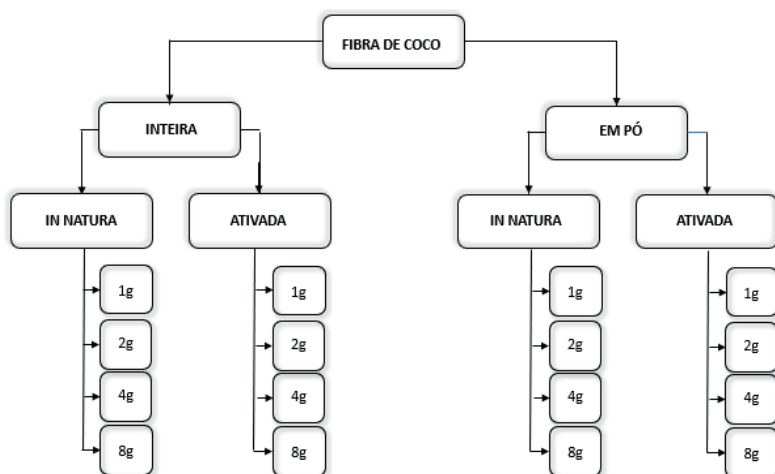 FIBRA DE COCO
INTEIRA
EM PÓ
IN NATURA
ATIVADA
IN NATURA
ATIVADA
1g
1g
1g
1g
2g
2g
2g
2g
4g
4g
4g
4g
8g
8g
8g
8g